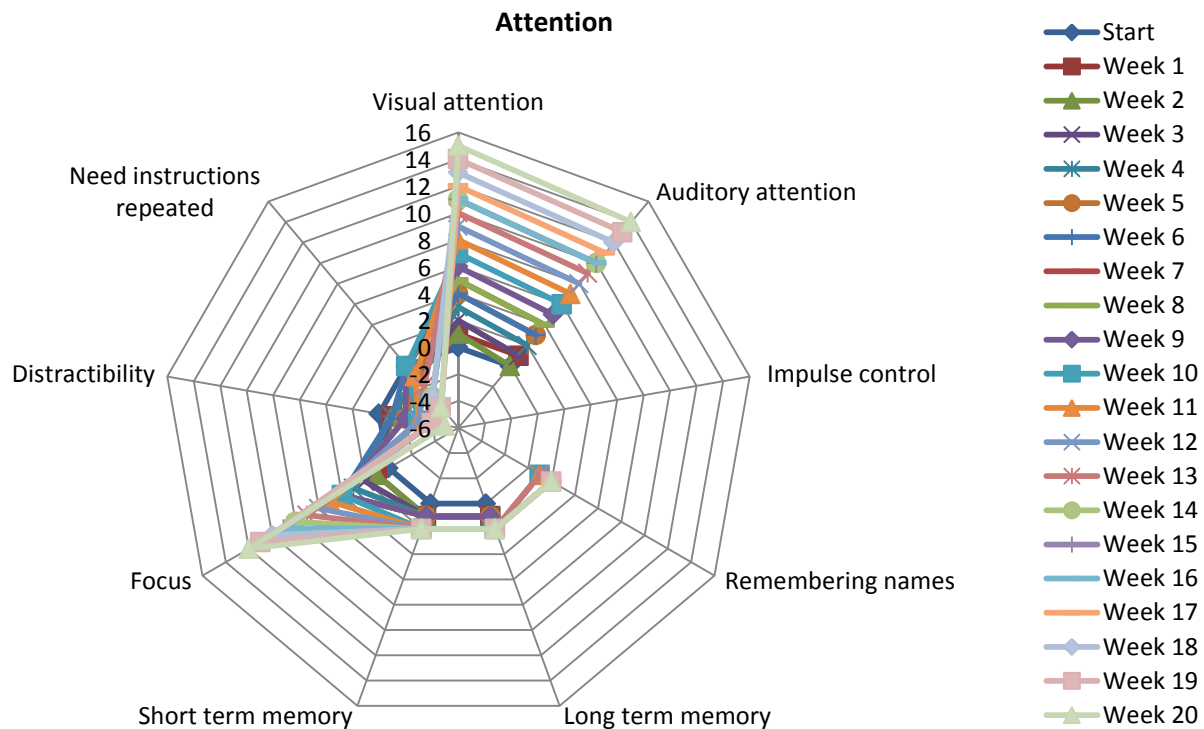 Attention
Visual attention
Auditory attention
Impulse control
Remembering names
Long term memory
Short term memory
Focus
Distractibility
Need instructions
repeated
16
14
12
10
8
6
4
2
0
-2
-4
-6
Start
Week 1
Week 2
Week 3
Week 4
Week 5
Week 6
Week 7
Week 8
Week 9
Week 10
Week 11
Week 12
Week 13
Week 14
Week 15
Week 16
Week 17
Week 18
Week 19
Week 20